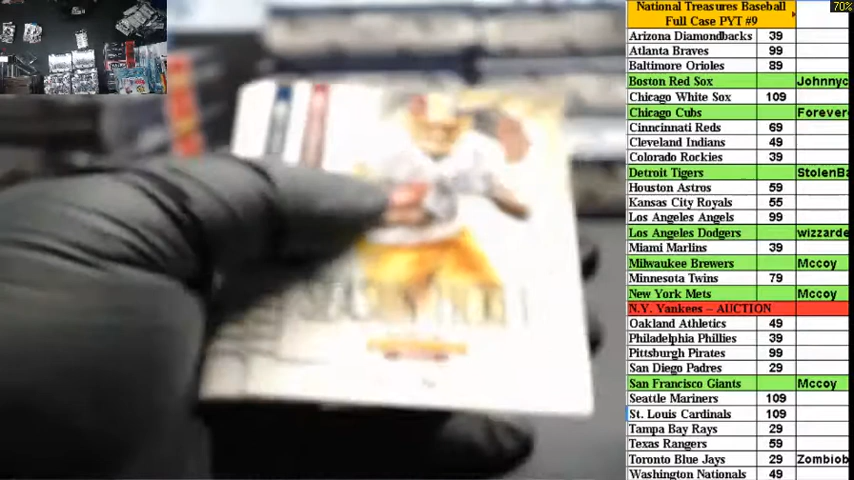 National Treasures Baseball
Full Case PYT #9
70%
Arizona Diamondbacks 39
Atlanta Braves 99
Baltimore Orioles 89
Boston Red Sox Johnnyc
Chicago White Sox 109
Chicago Cubs Forever
Cinncinnati Reds 69
Cleveland Indians 49
Colorado Rockies 39
Detroit Tigers StolenBa
Houston Astros 59
Kansas City Royals 55
Los Angeles Angels 99
Los Angeles Dodgers wizzarde
Miami Marlins 39
Milwaukee Brewers Mccoy
Minnesota Twins 79
New York Mets Mccoy
N.Y. Yankees – AUCTION
Oakland Athletics 49
Philadelphia Phillies 39
Pittsburgh Pirates 99
San Diego Padres 29
San Francisco Giants Mccoy
Seattle Mariners 109
St. Louis Cardinals 109
Tampa Bay Rays 29
Texas Rangers 59
Toronto Blue Jays 29 Zombiob
Washington Nationals 49